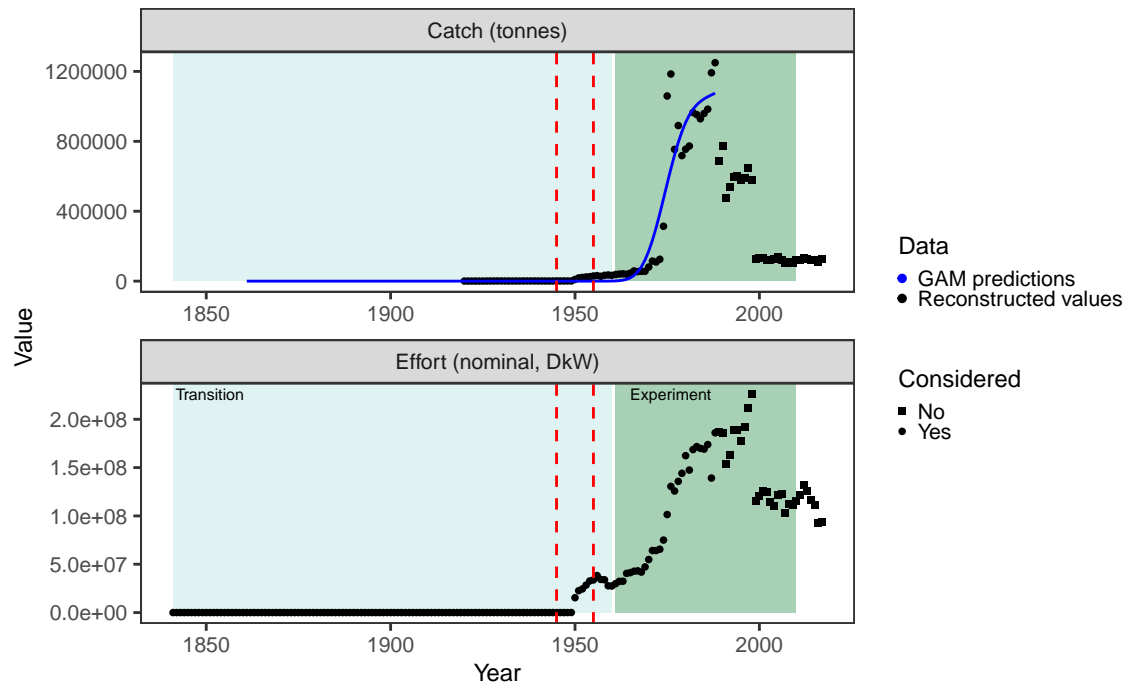 Catch (tonnes)
1200000
800000
400000
0
1850 1900 1950 2000
Value
Effort (nominal, DkW)
Transition Experiment
2.0e+08
1.5e+08
1.0e+08
5.0e+07
0.0e+00
1850 1900 1950 2000
Year
Data
GAM predictions
Reconstructed values
Considered
No
Yes